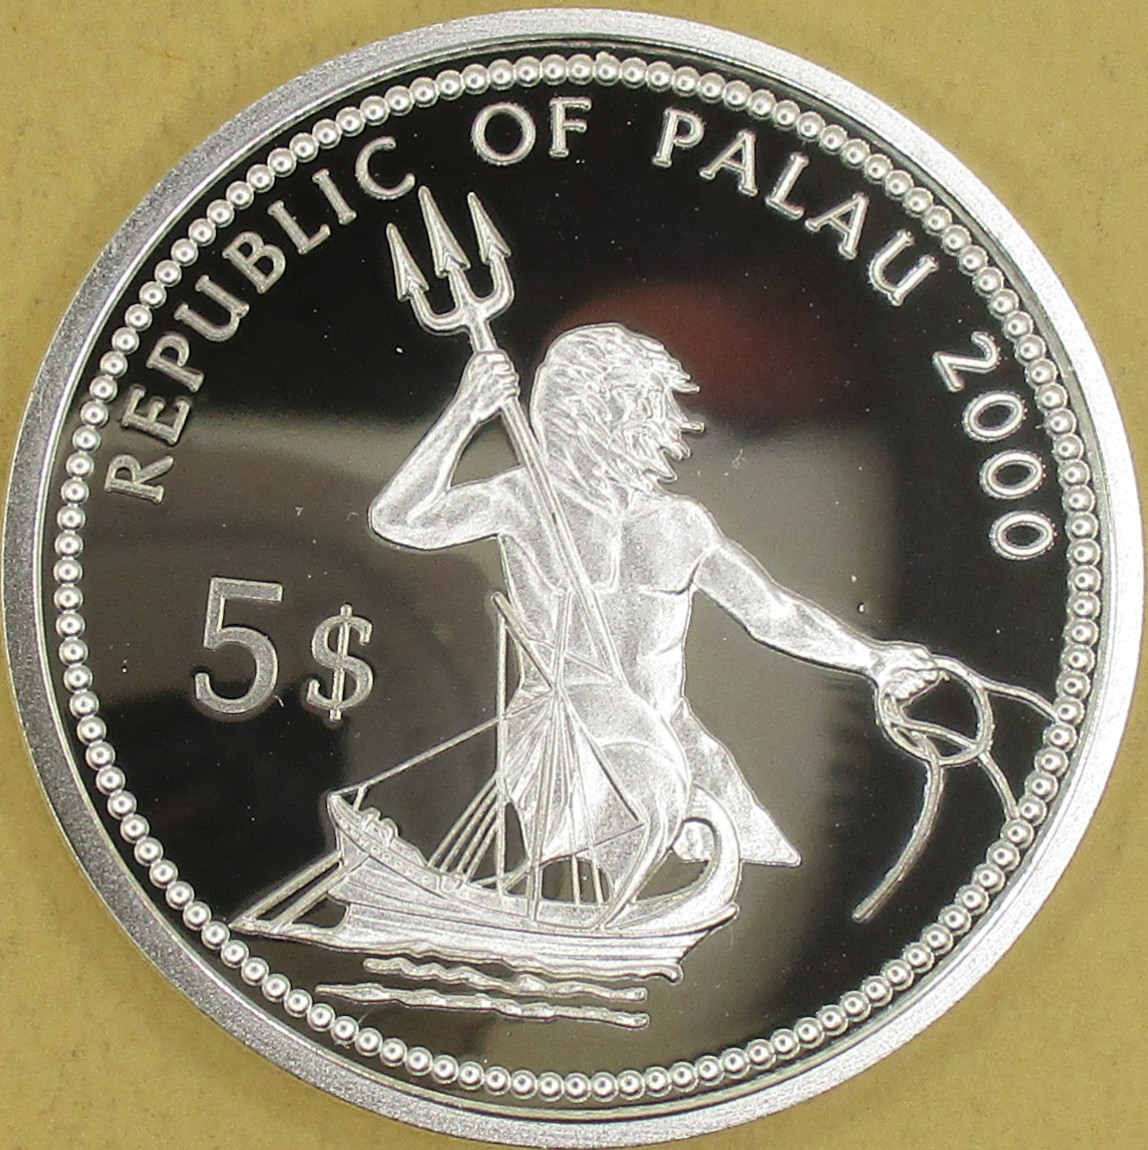 REPUBLIC OF PALAU 2000
5$